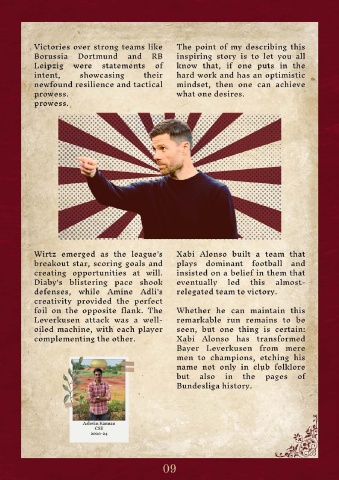 Victories over strong teams like
Borussia Dortmund and RB
Leipzig were statements of
intent, showcasing their
newfound resilience and tactical
prowess.
prowess.
The point of my describing this
inspiring story is to let you all
know that, if one puts in the
hard work and has an optimistic
mindset, then one can achieve
what one desires.
Wirtz emerged as the league's
breakout star, scoring goals and
creating opportunities at will.
Diaby's blistering pace shook
defenses, while Amine Adli's
creativity provided the perfect
foil on the opposite flank. The
Leverkusen attack was a well-
oiled machine, with each player
complementing the other.
Xabi Alonso built a team that
plays dominant football and
insisted on a belief in them that
eventually led this almost-
relegated team to victory.
Whether he can maintain this
remarkable run remains to be
seen, but one thing is certain:
Xabi Alonso has transformed
Bayer Leverkusen from mere
men to champions, etching his
name not only in club folklore
but also in the pages of
Bundesliga history.
Kannan
CSE
2020-24
09